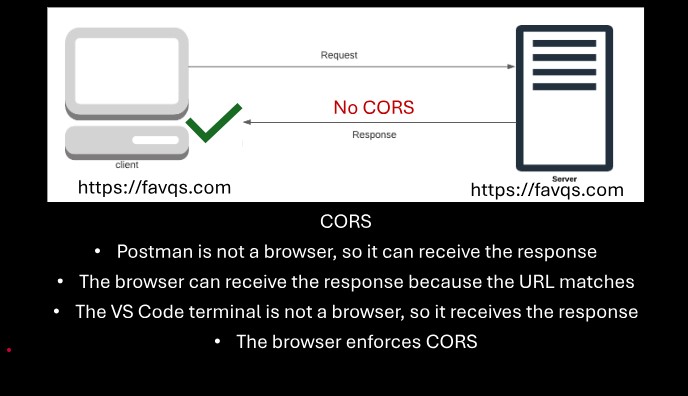 Request
No CORS
Response
client
Server
https://favqs.com
https://favqs.com
CORS
• Postman is not a browser, so it can receive the response
• The browser can receive the response because the URL matches
• The VS Code terminal is not a browser, so it receives the response
• The browser enforces CORS